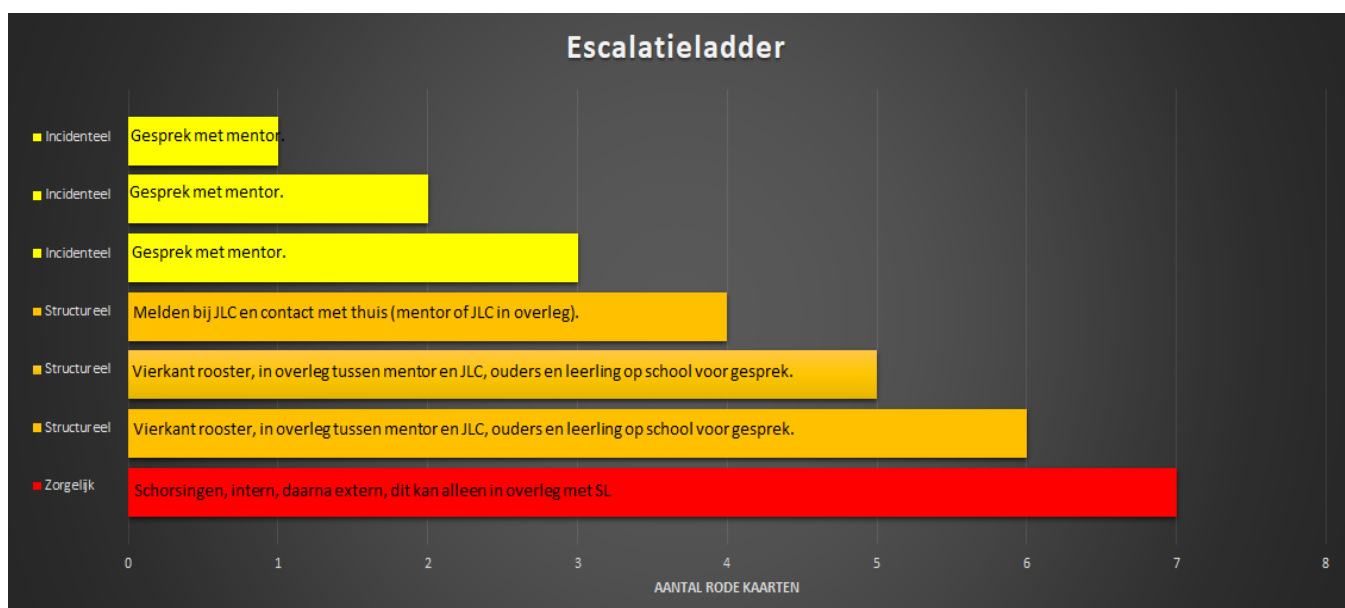 Escalatieladder
Incidenteel
Gesprek met mentor.
Incidenteel
Gesprek met mentor.
Incidenteel
Gesprek met mentor.
Structureel
Melden bij JLC en contact met thuis (mentor of JLC in overleg).
Structureel
Vierkant rooster, in overleg tussen mentor en JLC, ouders en leerling op school voor gesprek.
Structureel
Vierkant rooster, in overleg tussen mentor en JLC, ouders en leerling op school voor gesprek.
Zorgelijk
Schorsingen, intern, daarna extern, dit kan alleen in overleg met SL
0 1 2 3 4 5 6 7 8
AANTAL RODE KAARTEN